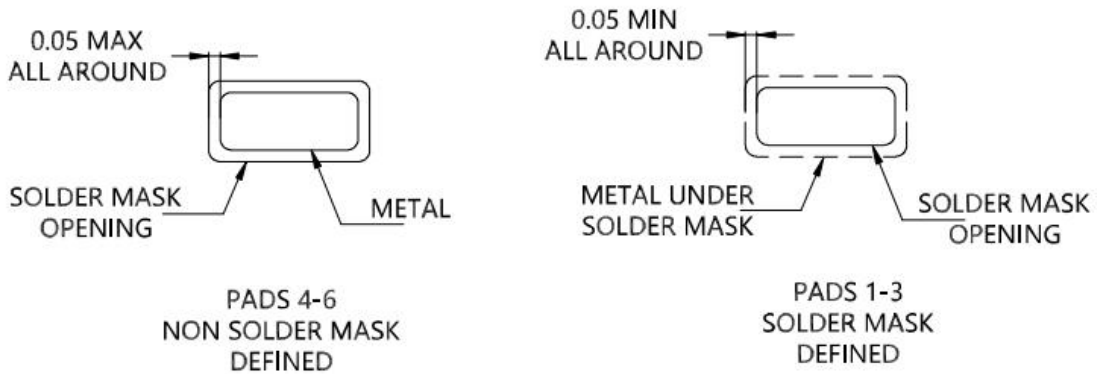 0.05 MAX
ALL AROUND
SOLDER MASK
OPENING
METAL
PADS 4-6
NON SOLDER MASK
DEFINED
0.05 MIN
ALL AROUND
METAL UNDER
SOLDER MASK
SOLDER MASK
OPENING
PADS 1-3
SOLDER MASK
DEFINED